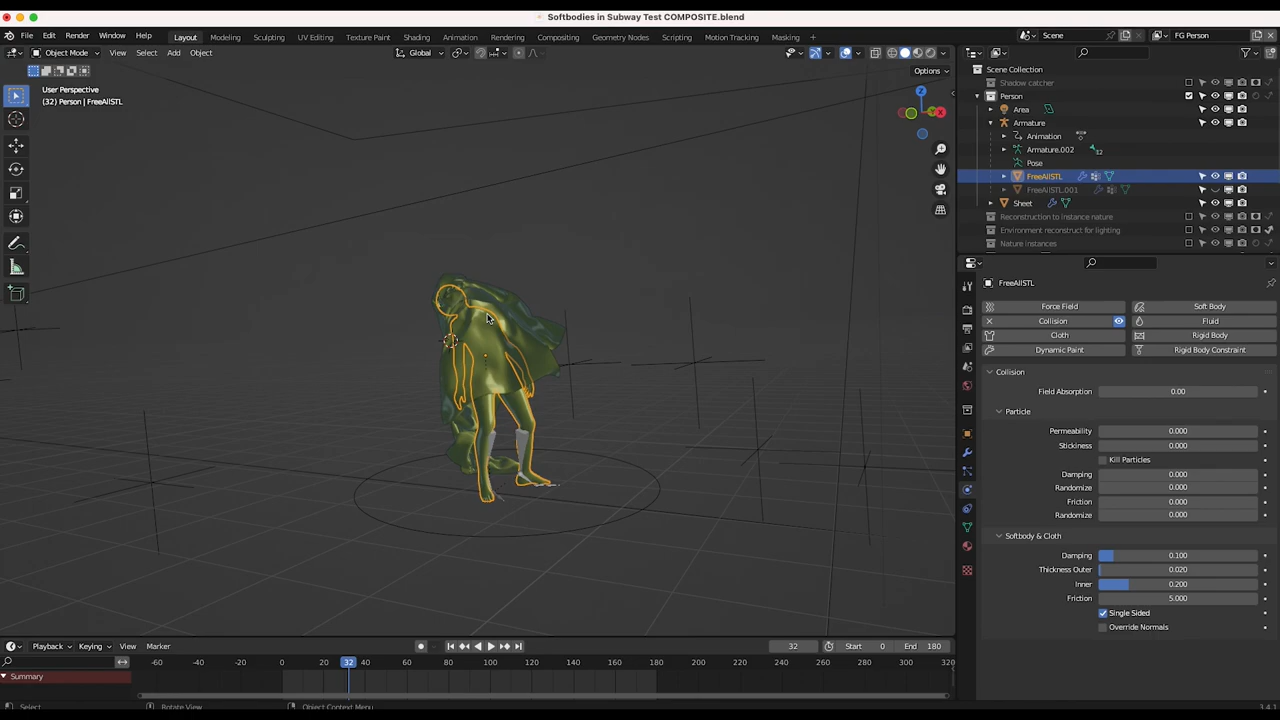 Softbodies in Subway Test COMPOSITE.blend
File Edit Render Window Help Layout Modeling Sculpting UV Editing Texture Paint Shading Animation Rendering Compositing Geometry Nodes Scripting Motion Tracking Masking + Scene FG Person
Object Mode View Select Add Object Global
Options
User Perspective
(32) Person | FreeAllSTL
Z
Y
X
Scene Collection
Shadow catcher
Person
Area
Armature
Animation
Armature.002 12
Pose
FreeAllSTL
FreeAllSTL.001
Sheet
Reconstruction to Instance nature
Environment reconstruct for lighting
Nature instances
FreeAllSTL
Force Field Soft Body
Collision Fluid
Cloth Rigid Body
Dynamic Paint Rigid Body Constraint
Collision
Field Absorption 0.00
Particle
Permeability 0.000
Stickiness 0.000
Kill Particles
Damping 0.000
Randomize 0.000
Friction 0.000
Randomize 0.000
Softbody & Cloth
Damping 0.100
Thickness Outer 0.020
Inner 0.200
Friction 5.000
Single Sided
Override Normals
Playback Keying View Marker 32 Start 0 End 180
-60 -40 -20 0 20 32 40 60 80 100 120 140 160 180 200 220 240 260 280 300 320
Summary
Select Rotate View Object Context Menu 3.4.1